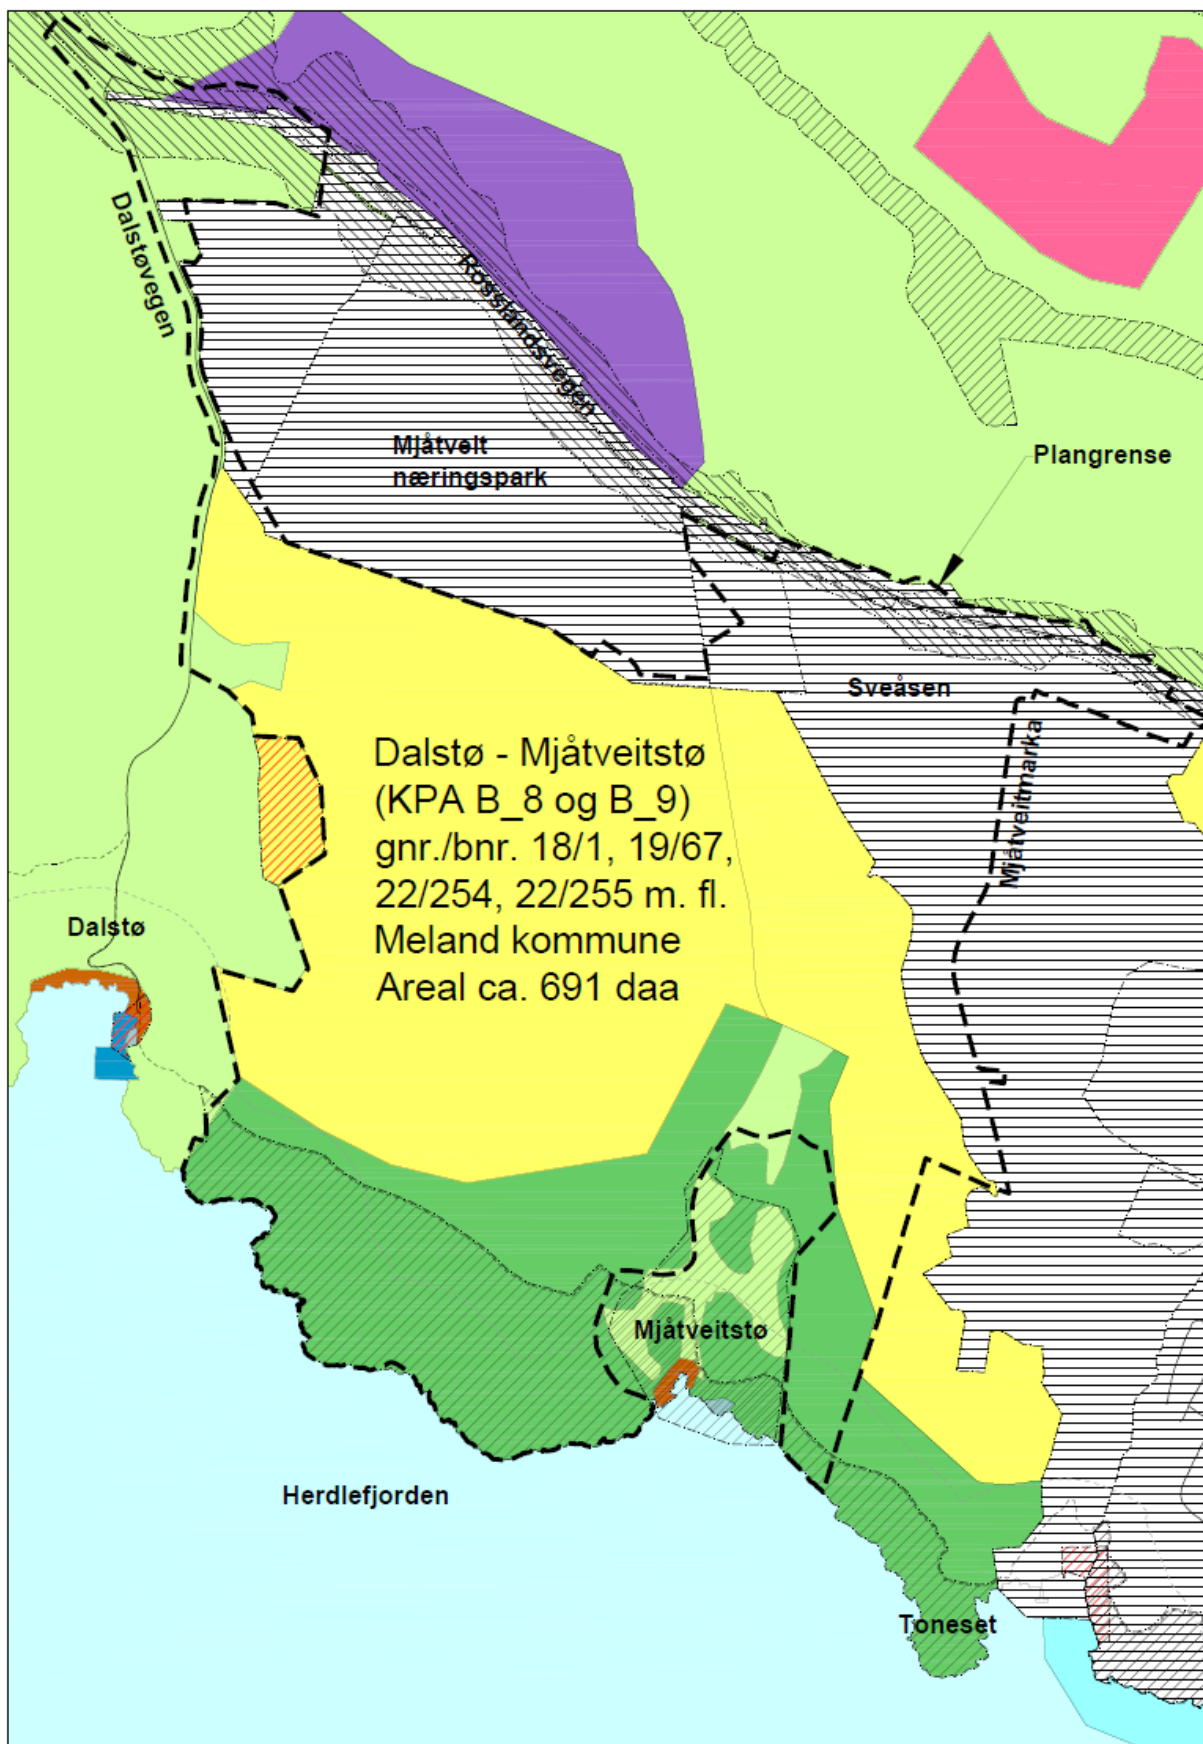 Dalstøvegen
Rosslandsvegen
Mjåtveit
næringspark
Plangrense
Sveåsen
Mjåtveitmarka
Dalstø - Mjåtveitstø
(KPA B_8 og B_9)
gnr./bnr. 18/1, 19/67,
22/254, 22/255 m. fl.
Meland kommune
Areal ca. 691 daa
Dalstø
Mjåtveitstø
Herdlefjorden
Toneset